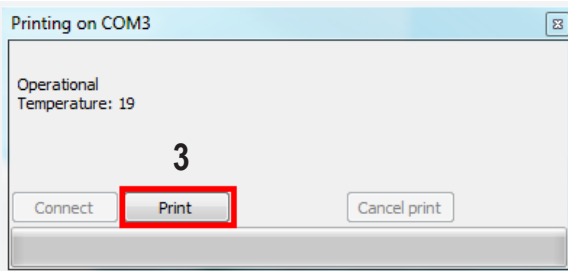 Printing on COM3
Operational
Temperature: 19
3
Connect Print Cancel print